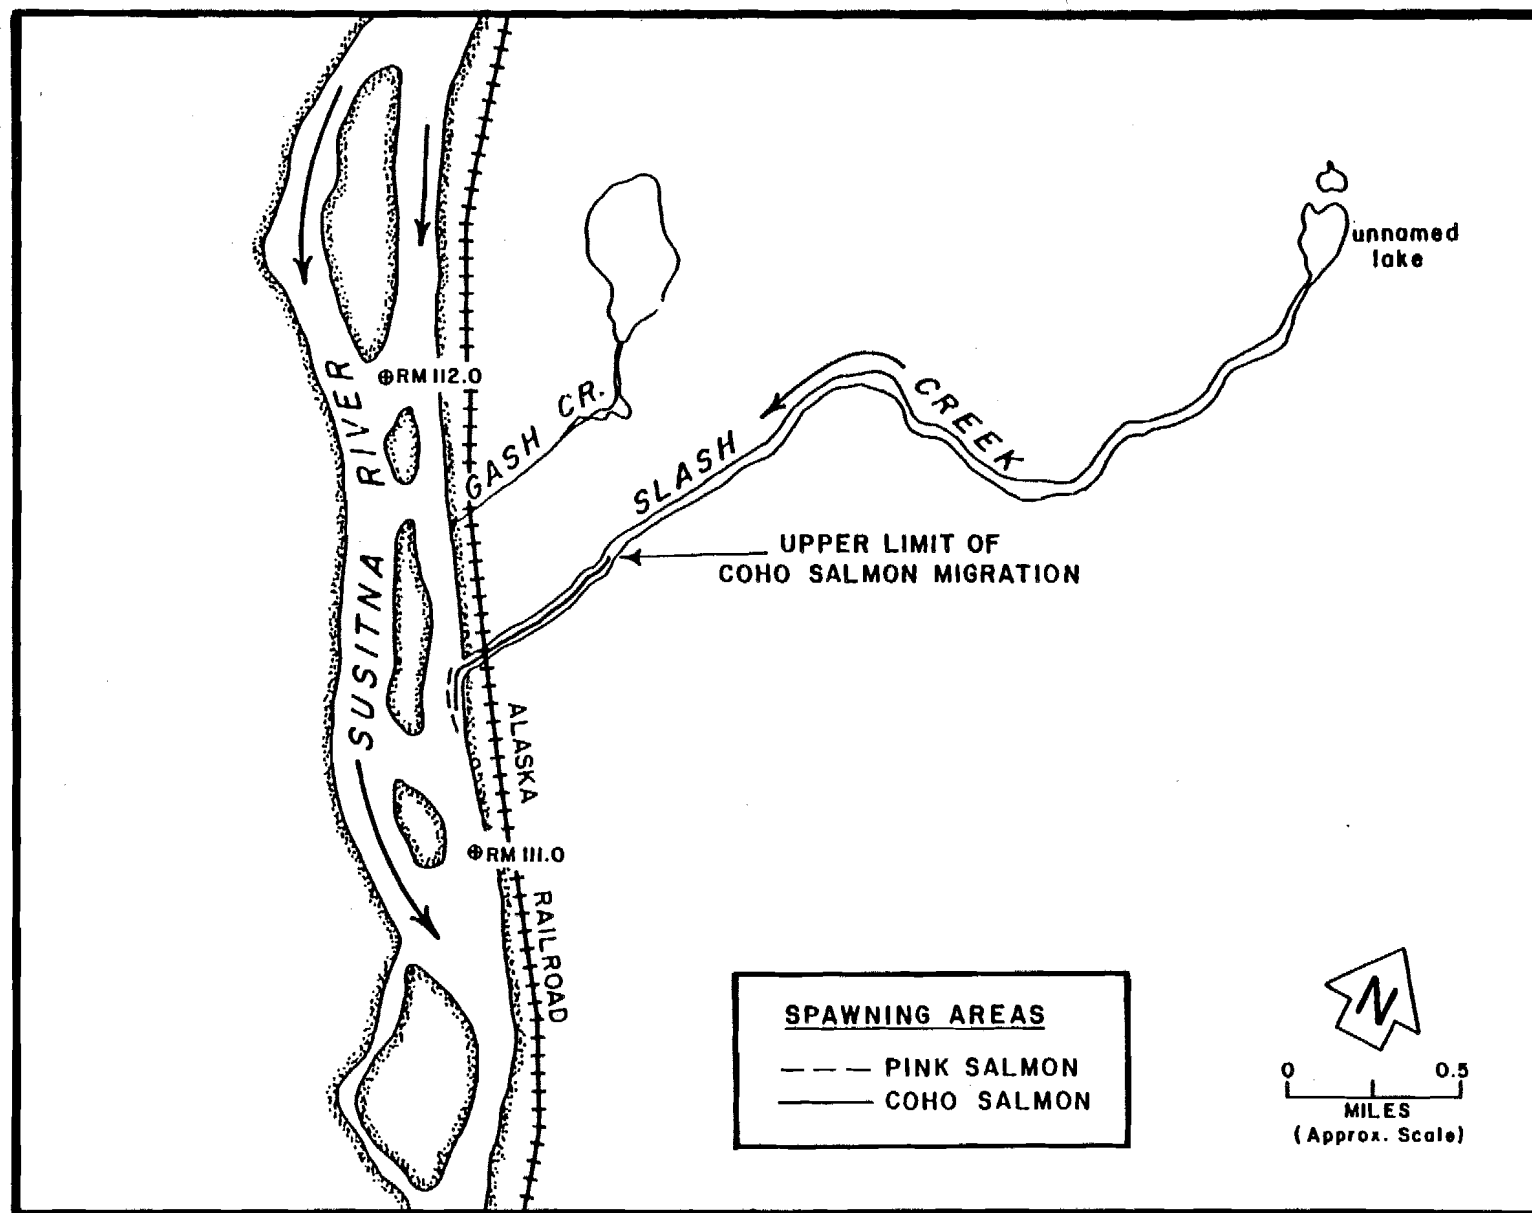 unnamed
lake
RM 112.0
SUSITNA RIVER
GASH CR.
SLASH CREEK
UPPER LIMIT OF
COHO SALMON MIGRATION
ALASKA RAILROAD
RM 111.0
SPAWNING AREAS
PINK SALMON
COHO SALMON
N
0 0.5
MILES
(Approx. Scale)